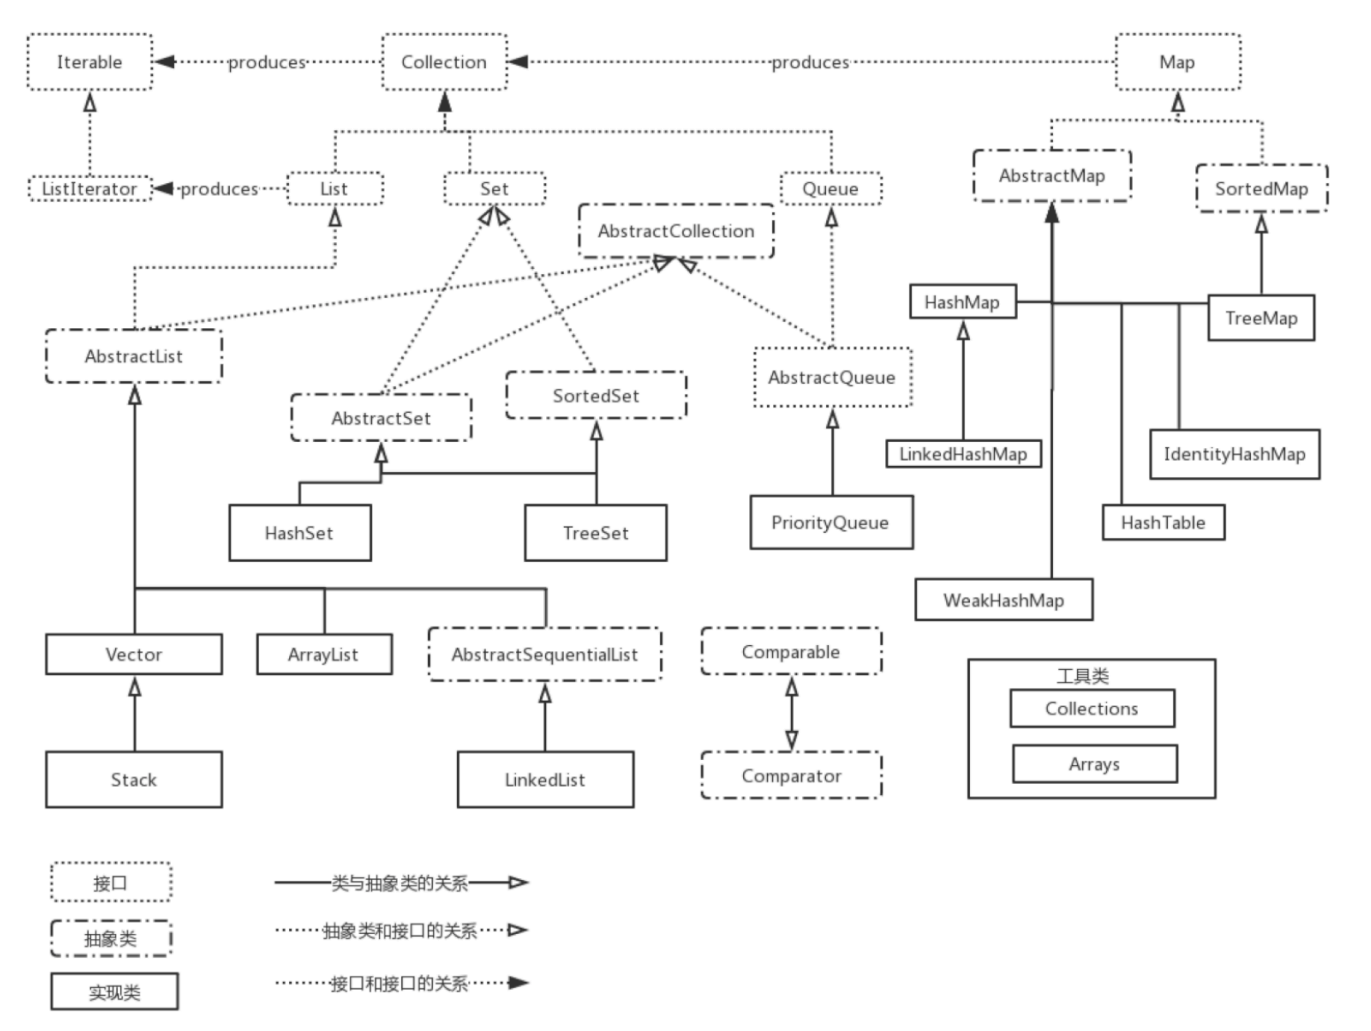 Iterable
produces
Collection
produces
Map
ListIterator
produces
List
Set
Queue
AbstractMap
SortedMap
AbstractCollection
HashMap
TreeMap
AbstractList
AbstractSet
SortedSet
AbstractQueue
LinkedHashMap
IdentityHashMap
HashSet
TreeSet
PriorityQueue
HashTable
WeakHashMap
Vector
ArrayList
AbstractSequentialList
Comparable
工具类
Collections
Arrays
Stack
LinkedList
Comparator
接口
类与抽象类的关系
抽象类
抽象类和接口的关系
实现类
接口和接口的关系